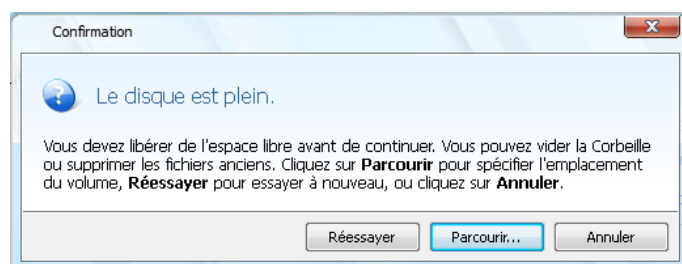 Confirmation
Le disque est plein.
Vous devez libérer de l'espace libre avant de continuer. Vous pouvez vider la Corbeille
ou supprimer les fichiers anciens. Cliquez sur Parcourir pour spécifier l'emplacement
du volume, Réessayer pour essayer à nouveau, ou cliquez sur Annuler.
Réessayer Parcourir... Annuler